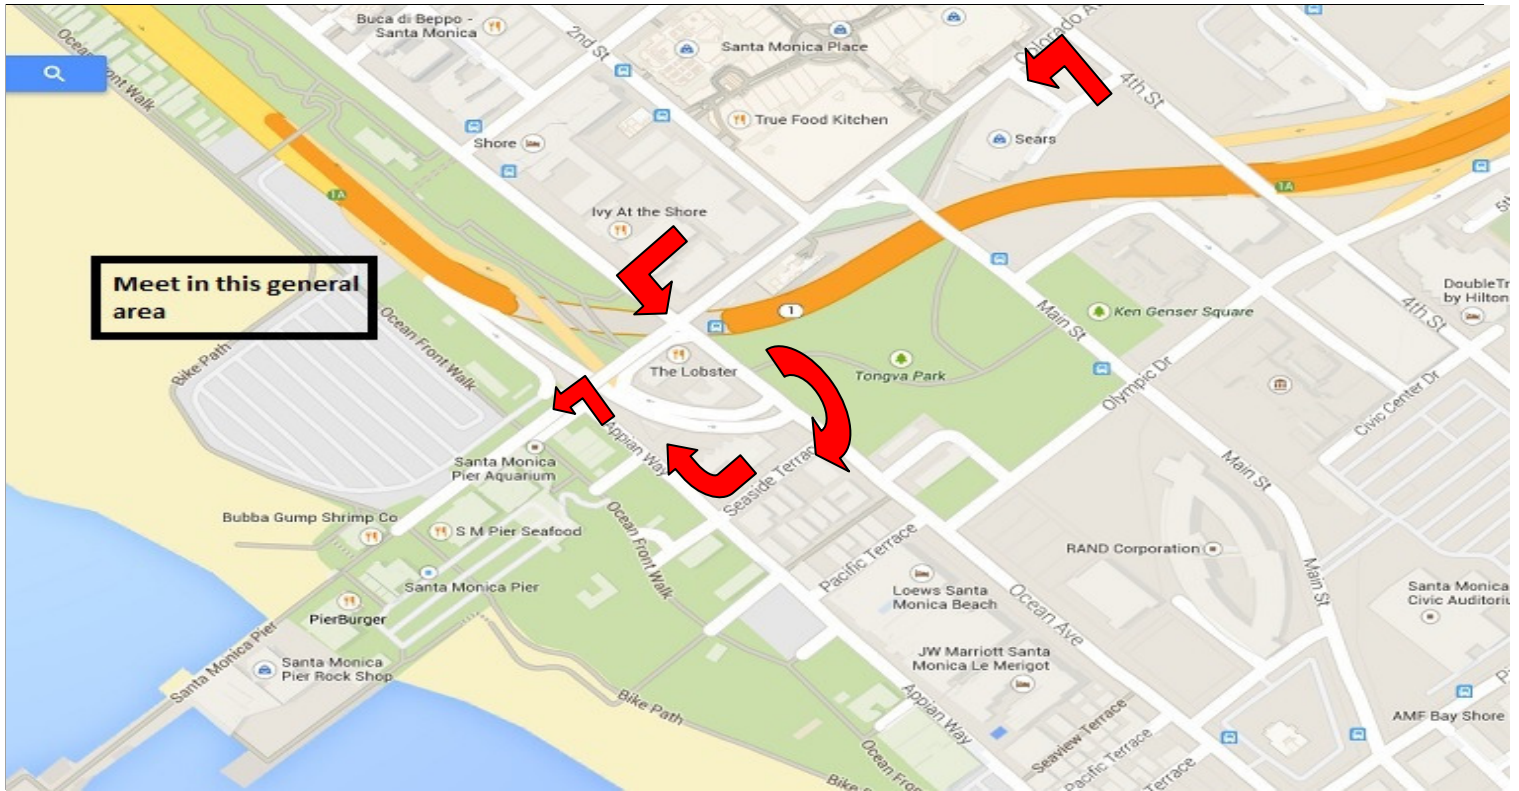 Ocean Front Walk
Buca di Beppo -
Santa Monica
2nd St
Santa Monica Place
Colorado A
4th St
True Food Kitchen
Sears
Shore
1A
1A
Ivy At the Shore
5th
Meet in this general
area
1
DoubleTr
by Hilton
Main St
Ken Genser Square
4th St
Ocean Front Walk
Bike Path
The Lobster
Tongva Park
Olympic Dr
Civic Center Dr
Appian Way
Santa Monica
Pier Aquarium
Seaside Terrac
Main St
Bubba Gump Shrimp Co
S M Pier Seafood
Ocean Front Walk
Pacific Terrace
RAND Corporation
Santa Monica Pier
Loews Santa
Monica Beach
Ocean Ave
Main St
Santa Monica
Civic Auditoriu
PierBurger
Santa Monica Pier
Santa Monica
Pier Rock Shop
JW Marriott Santa
Monica Le Merigot
Bike Path
Appian Way
Seaview Terrace
AMF Bay Shore
Pacific Terrace
Terrace
Ocean Fron
Bike